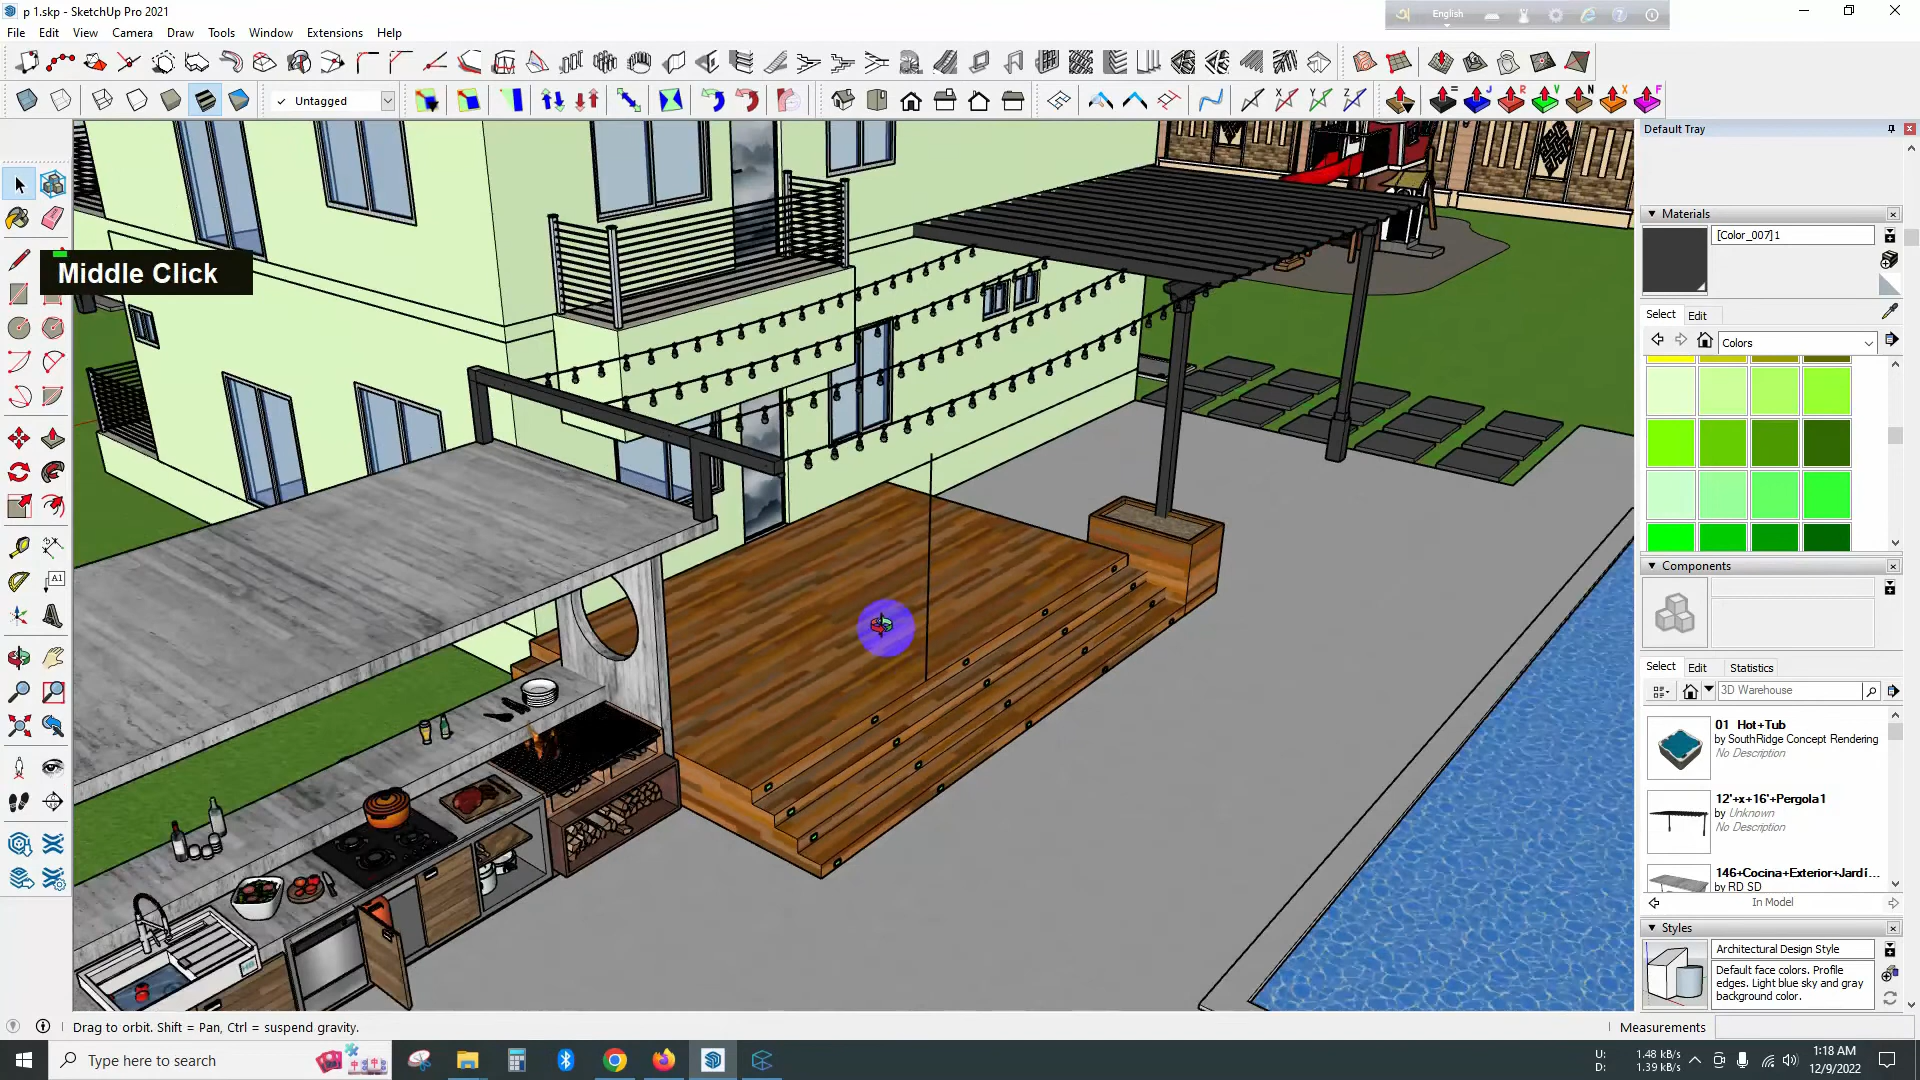 p 1.skp - SketchUp Pro 2021
English
File Edit View Camera Draw Tools Window Extensions Help
Untagged
Default Tray
Materials
[Color_007]1
Middle Click
Select Edit
Colors
Components
Select Edit Statistics
3D Warehouse
01 Hot+Tub
by SouthRidge Concept Rendering
No Description
12'+x+16'+Pergola1
by Unknown
No Description
146+Cocina+Exterior+Jardi...
by RD SD
In Model
Styles
Architectural Design Style
Default face colors. Profile
edges. Light blue sky and gray
background color.
Drag to orbit. Shift = Pan, Ctrl = suspend gravity.
Measurements
Type here to search
U: 1.48 kB/s
D: 1.39 kB/s
1:18 AM
12/9/2022